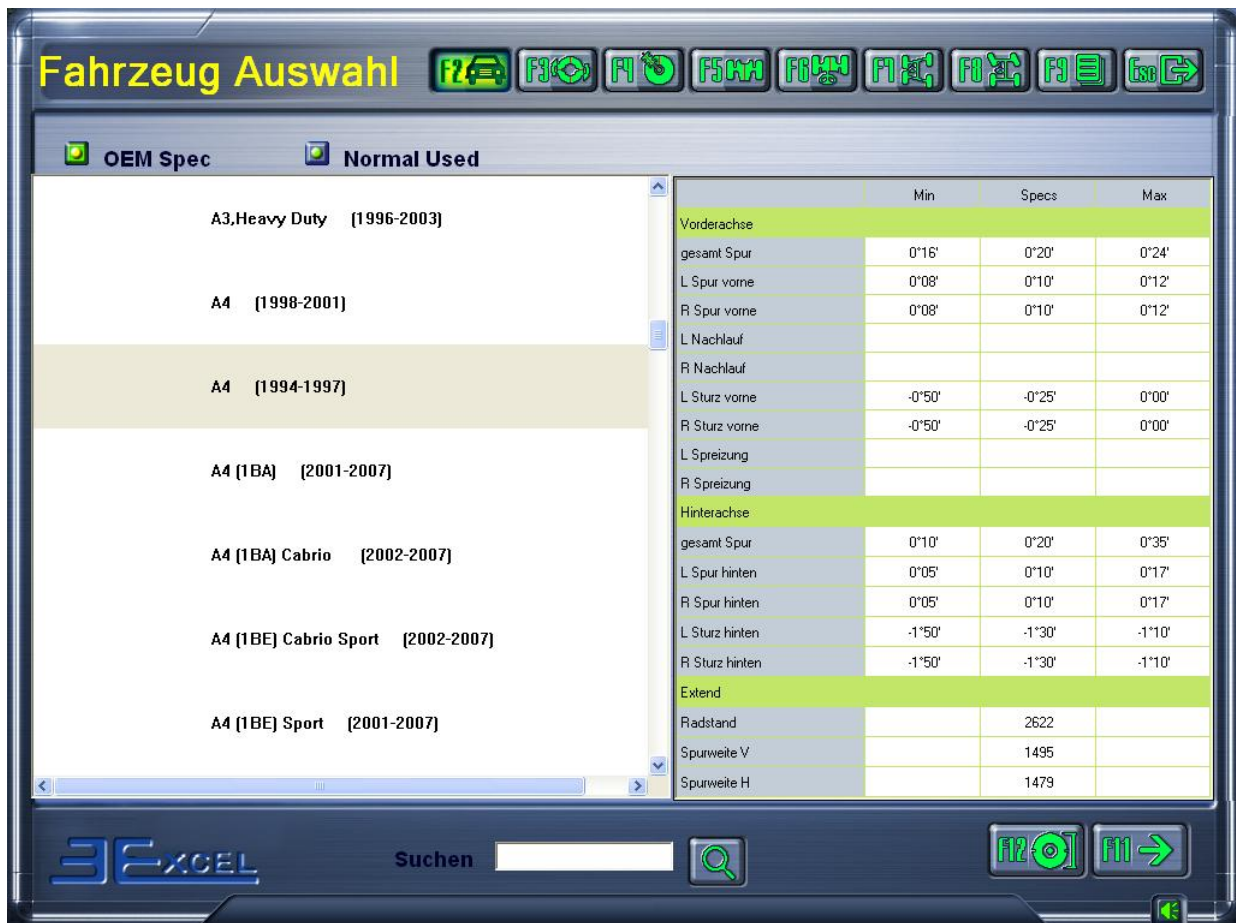 Fahrzeug Auswahl F2 F3 F4 F5 F6 F7 F8 F9 Esc
OEM Spec Normal Used
A3,Heavy Duty (1996-2003)
A4 (1998-2001)
A4 (1994-1997)
A4 (1BA) (2001-2007)
A4 (1BA) Cabrio (2002-2007)
A4 (1BE) Cabrio Sport (2002-2007)
A4 (1BE) Sport (2001-2007)
Min Specs Max
Vorderachse
gesamt Spur 0°16' 0°20' 0°24'
L Spur vorne 0°08' 0°10' 0°12'
R Spur vorne 0°08' 0°10' 0°12'
L Nachlauf
R Nachlauf
L Sturz vorne -0°50' -0°25' 0°00'
R Sturz vorne -0°50' -0°25' 0°00'
L Spreizung
R Spreizung
Hinterachse
gesamt Spur 0°10' 0°20' 0°35'
L Spur hinten 0°05' 0°10' 0°17'
R Spur hinten 0°05' 0°10' 0°17'
L Sturz hinten -1°50' -1°30' -1°10'
R Sturz hinten -1°50' -1°30' -1°10'
Extend
Radstand 2622
Spurweite V 1495
Spurweite H 1479
EXCEL Suchen F12 F11